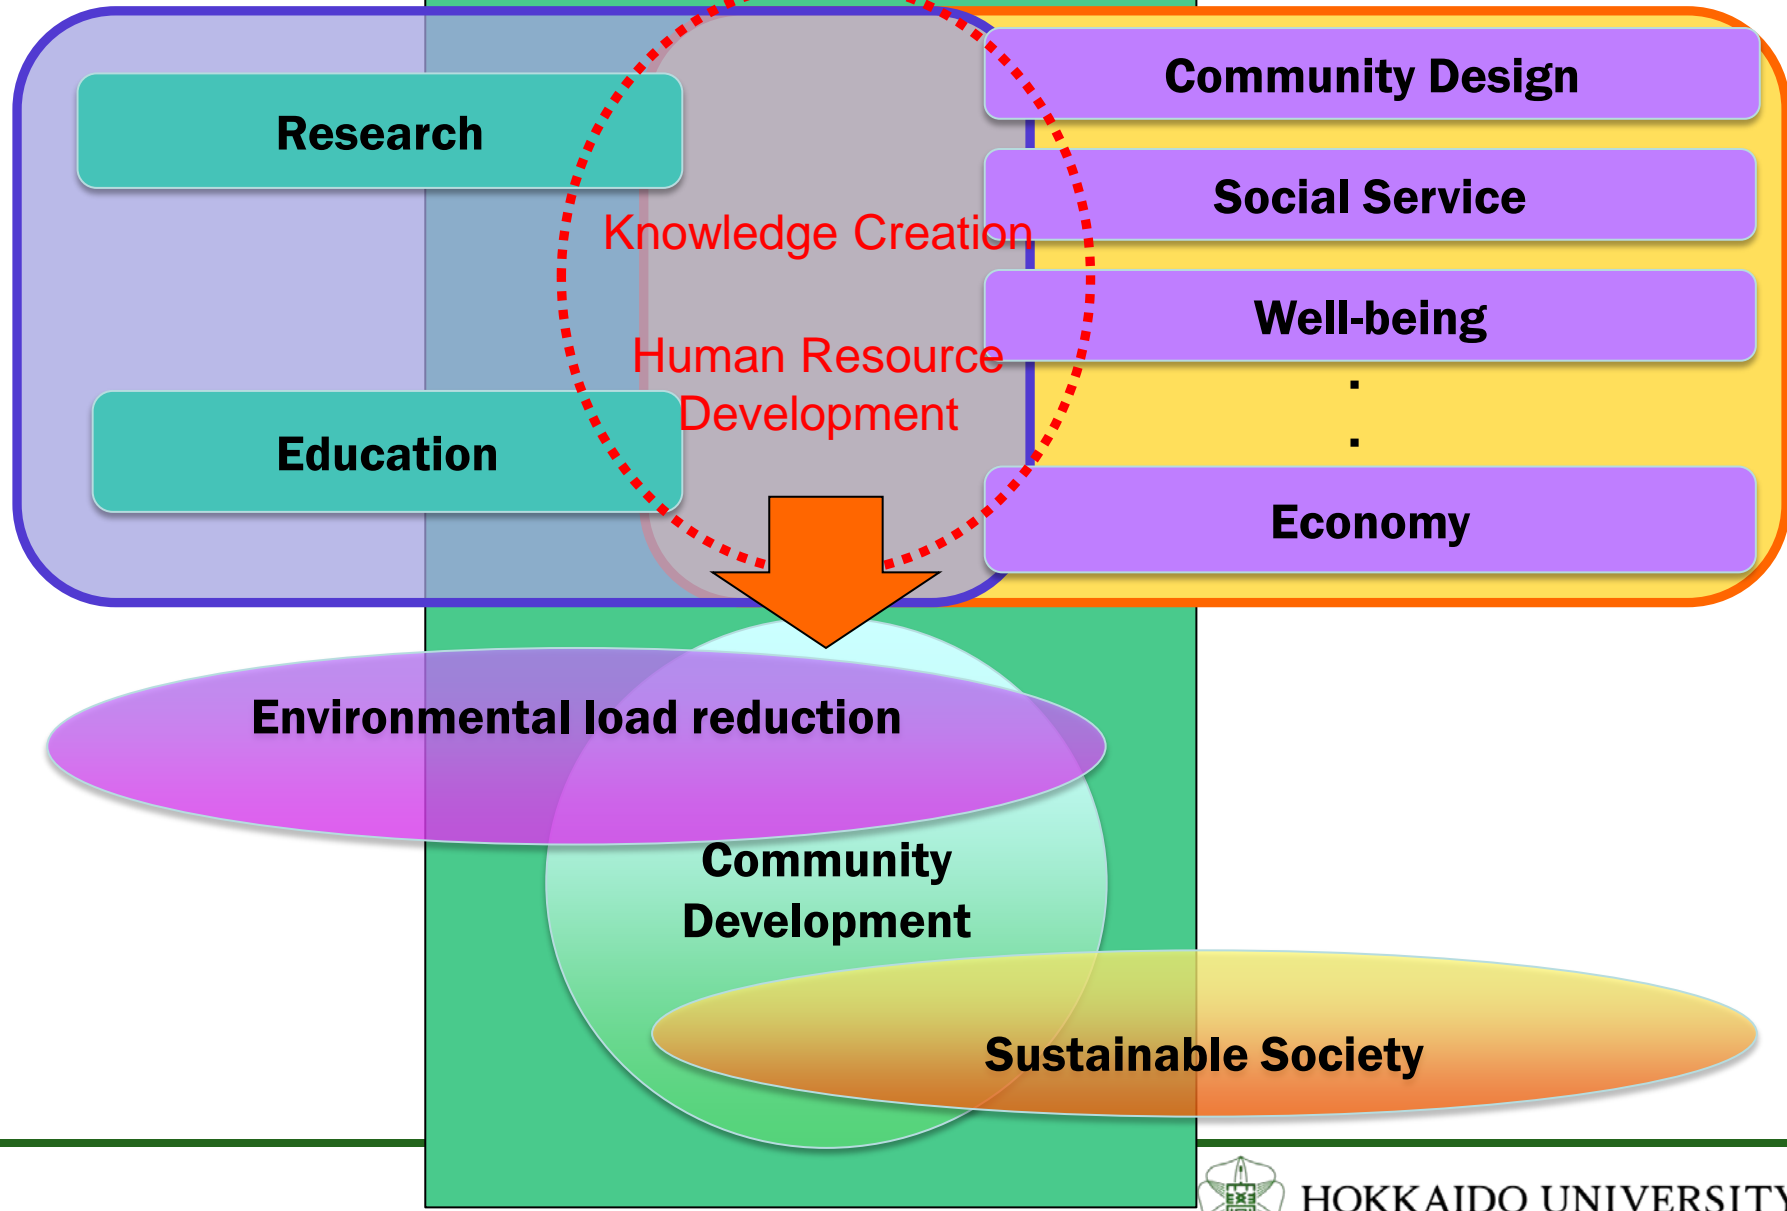 Research
Education
Knowledge Creation
Human Resource
Development
Community Design
Social Service
Well-being
.
.
Economy
Environmental load reduction
Community
Development
Sustainable Society
HOKKAIDO UNIVERSITY